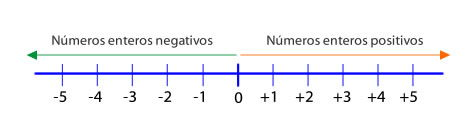 Números enteros negativos Números enteros positivos
-5 -4 -3 -2 -1 0 +1 +2 +3 +4 +5